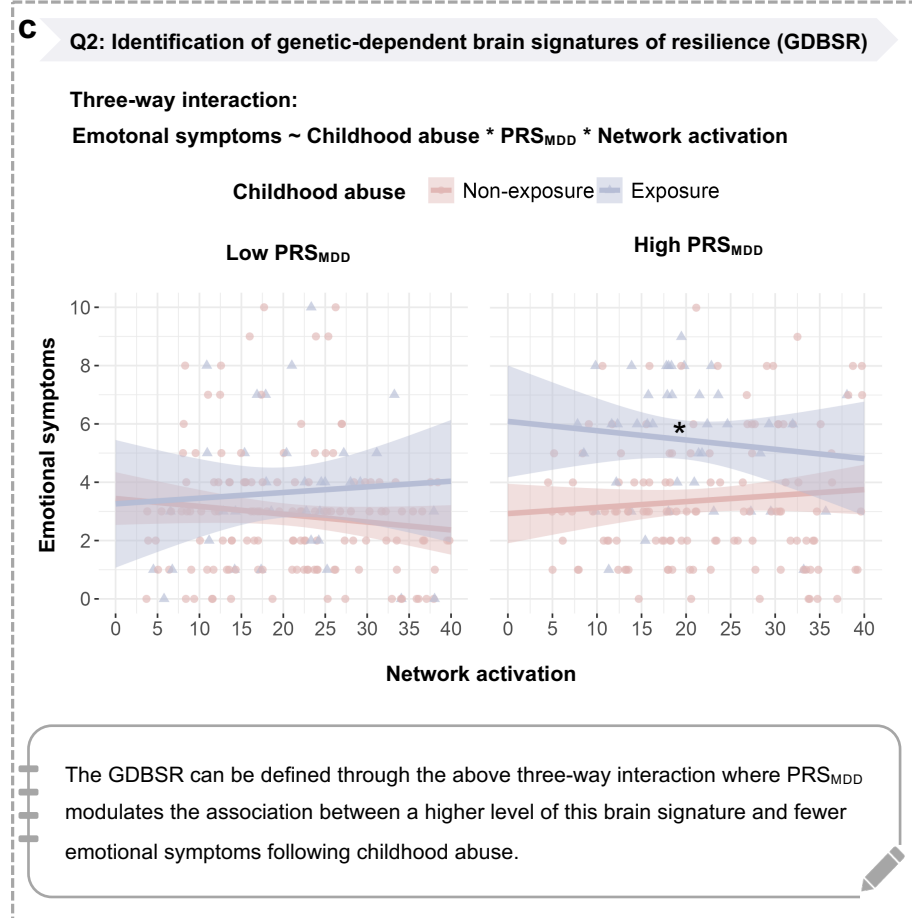 c
Q2: Identification of genetic-dependent brain signatures of resilience (GDBSR)
Three-way interaction:
Emotonal symptoms ~ Childhood abuse * PRSMDD * Network activation
Childhood abuse Non-exposure Exposure
Low PRSMDD
High PRSMDD
Emotional symptoms
10
8
6
4
2
0
*
0 5 10 15 20 25 30 35 40
0 5 10 15 20 25 30 35 40
Network activation
The GDBSR can be defined through the above three-way interaction where PRSMDD
modulates the association between a higher level of this brain signature and fewer
emotional symptoms following childhood abuse.